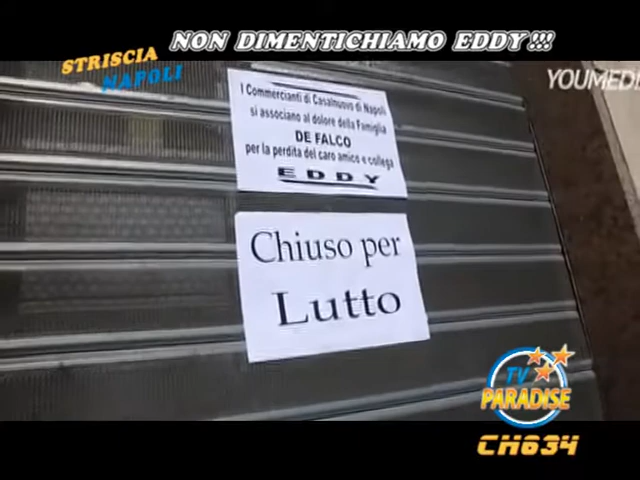 NON DIMENTICHIAMO EDDY!!!
STRISCIA
NAPOLI
YOUMEDI
I Commercianti di Casalnuovo di Napoli
si associano al dolore della Famiglia
DE FALCO
per la perdita del caro amico e collega
EDDY
Chiuso per
Lutto
TV
PARADISE
CH634